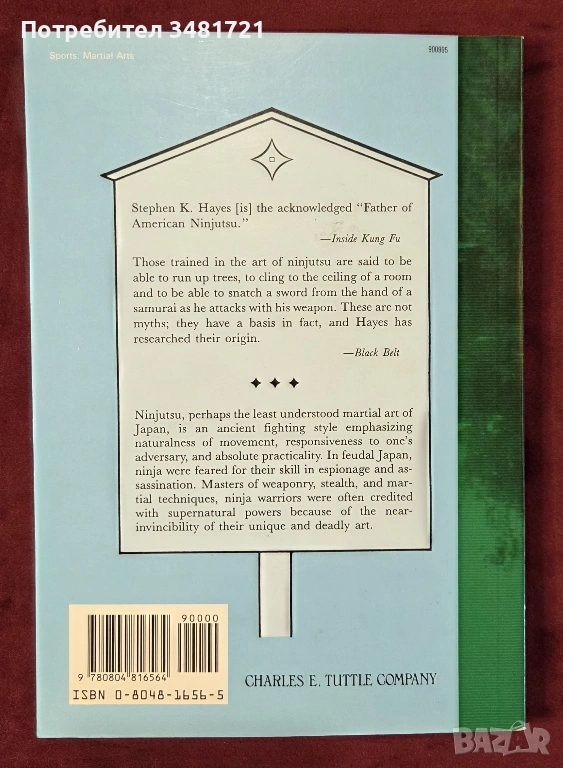 Потребител 3481721
Sports: Martial Arts
900995
Stephen K. Hayes [is] the acknowledged “Father of
American Ninjutsu.”
—Inside Kung Fu
Those trained in the art of ninjutsu are said to be
able to run up trees, to cling to the ceiling of a room
and to be able to snatch a sword from the hand of a
samurai as he attacks with his weapon. These are not
myths; they have a basis in fact, and Hayes has
researched their origin.
—Black Belt
Ninjutsu, perhaps the least understood martial art of
Japan, is an ancient fighting style emphasizing
naturalness of movement, responsiveness to one's
adversary, and absolute practicality. In feudal Japan,
ninja were feared for their skill in espionage and as-
sassination. Masters of weaponry, stealth, and mar-
tial techniques, ninja warriors were often credited
with supernatural powers because of the near-
invincibility of their unique and deadly art.
90000
9 780804 816564
ISBN 0-8048-1656-5
CHARLES E. TUTTLE COMPANY
BAZAR